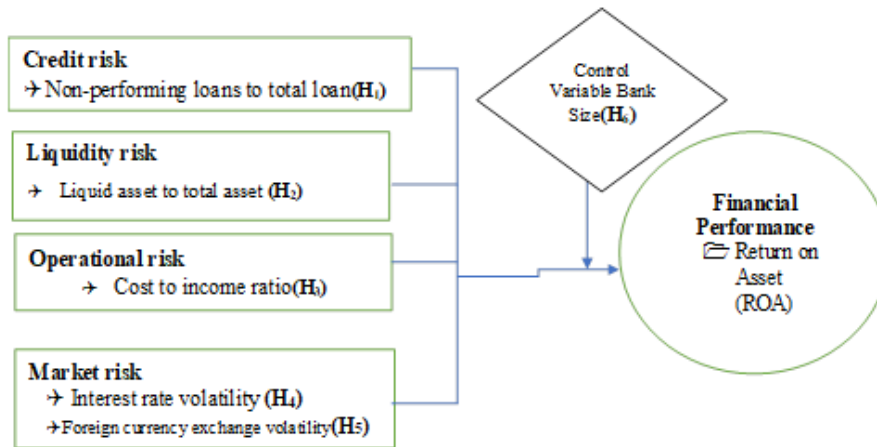 Credit risk
✈ Non-performing loans to total loan(H₁)
Liquidity risk
✈ Liquid asset to total asset (H₂)
Operational risk
✈ Cost to income ratio(H₃)
Market risk
✈ Interest rate volatility (H₄)
✈Foreign currency exchange volatility(H₅)
Control
Variable Bank
Size(H₆)
Financial
Performance
🗁 Return on
Asset
(ROA)